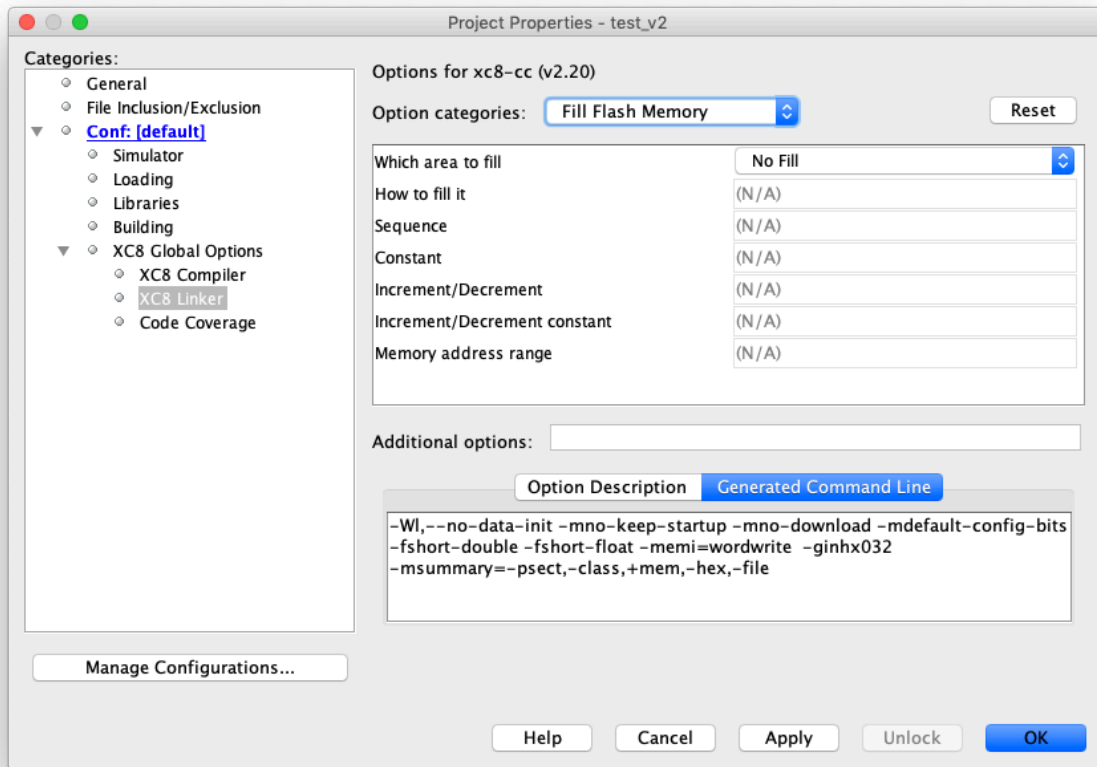 Project Properties - test_v2
Categories:
General
File Inclusion/Exclusion
Conf: [default]
Simulator
Loading
Libraries
Building
XC8 Global Options
XC8 Compiler
XC8 Linker
Code Coverage
Manage Configurations...
Options for xc8-cc (v2.20)
Option categories: Fill Flash Memory Reset
Which area to fill No Fill
How to fill it (N/A)
Sequence (N/A)
Constant (N/A)
Increment/Decrement (N/A)
Increment/Decrement constant (N/A)
Memory address range (N/A)
Additional options:
Option Description Generated Command Line
-Wl,--no-data-init -mno-keep-startup -mno-download -mdefault-config-bits
-fshort-double -fshort-float -memi=wordwrite -ginhx032
-msummary=-psect,-class,+mem,-hex,-file
Help Cancel Apply Unlock OK